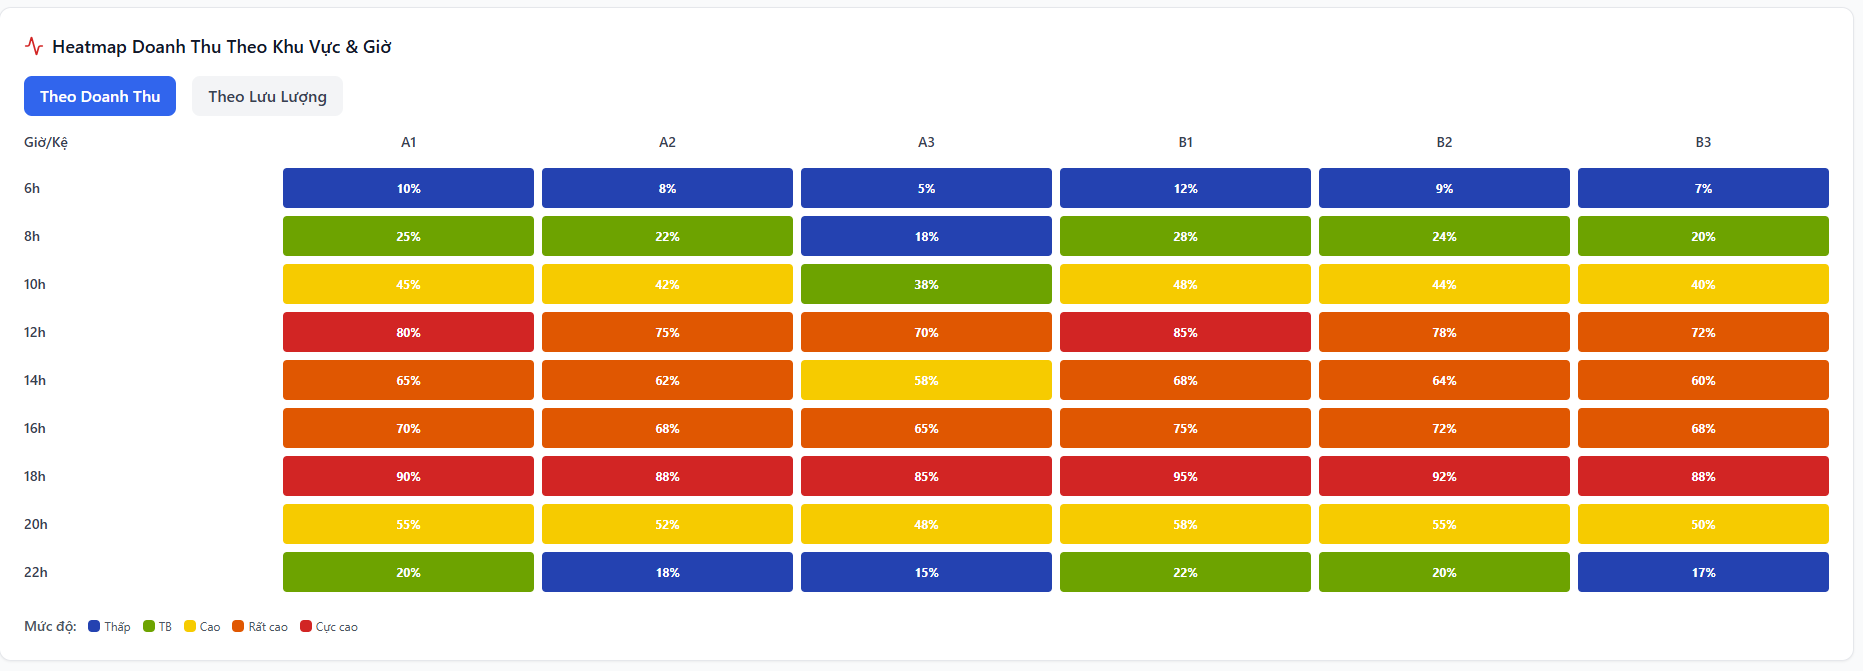 Heatmap Doanh Thu Theo Khu Vực & Giờ
Theo Doanh Thu Theo Lưu Lượng
Giờ/Kệ A1 A2 A3 B1 B2 B3
6h 10% 8% 5% 12% 9% 7%
8h 25% 22% 18% 28% 24% 20%
10h 45% 42% 38% 48% 44% 40%
12h 80% 75% 70% 85% 78% 72%
14h 65% 62% 58% 68% 64% 60%
16h 70% 68% 65% 75% 72% 68%
18h 90% 88% 85% 95% 92% 88%
20h 55% 52% 48% 58% 55% 50%
22h 20% 18% 15% 22% 20% 17%
Mức độ: Thấp TB Cao Rất cao Cực cao